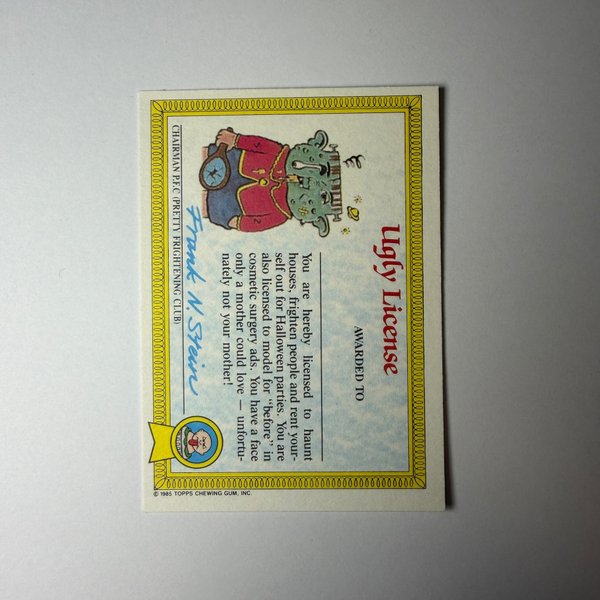 Ugly License
AWARDED TO
You are hereby licensed to haunt
houses, frighten people and rent your-
self out for Halloween parties. You are
also licensed to model for “before” in
cosmetic surgery ads. You have a face
only a mother could love — unfortu-
nately not your mother!
Frank N. Stein
CHAIRMAN P.F.C (PRETTY FRIGHTENING CLUB)
© 1985 TOPPS CHEWING GUM, INC.